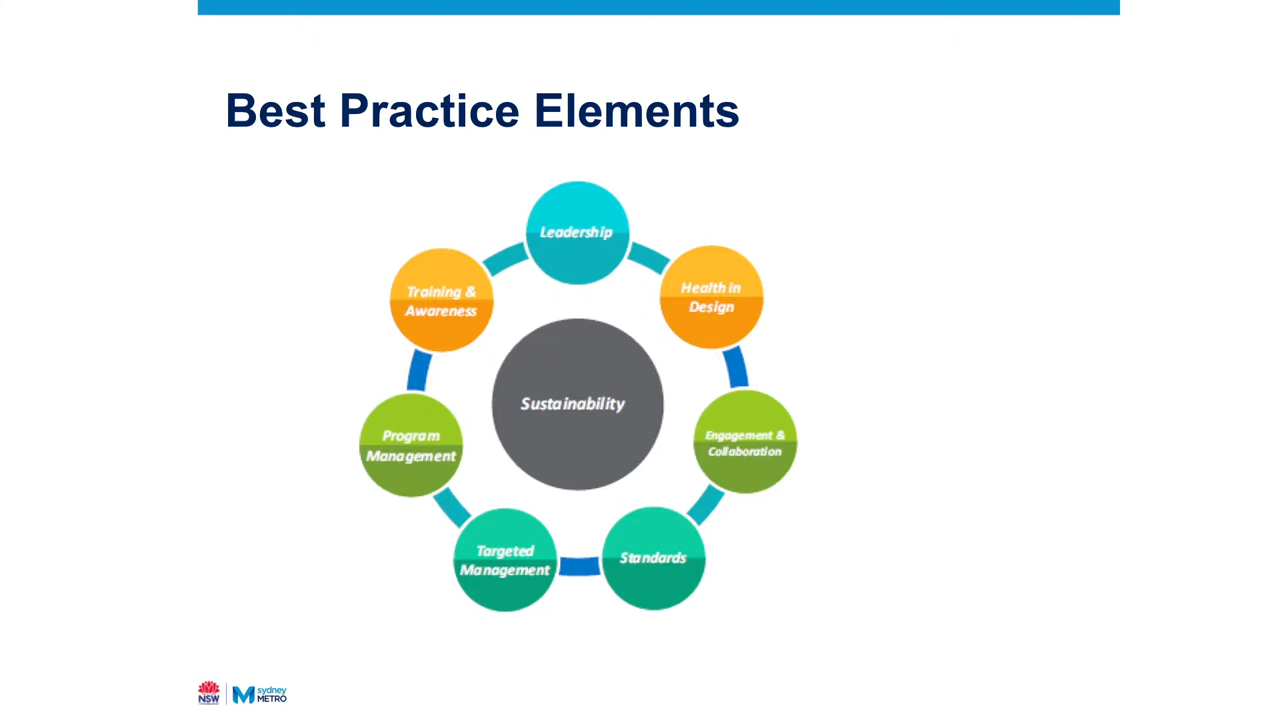 Best Practice Elements
Leadership
Training &
Awareness
Health in
Design
Sustainability
Program
Management
Engagement &
Collaboration
Targeted
Management
Standards
NSW
sydney
METRO